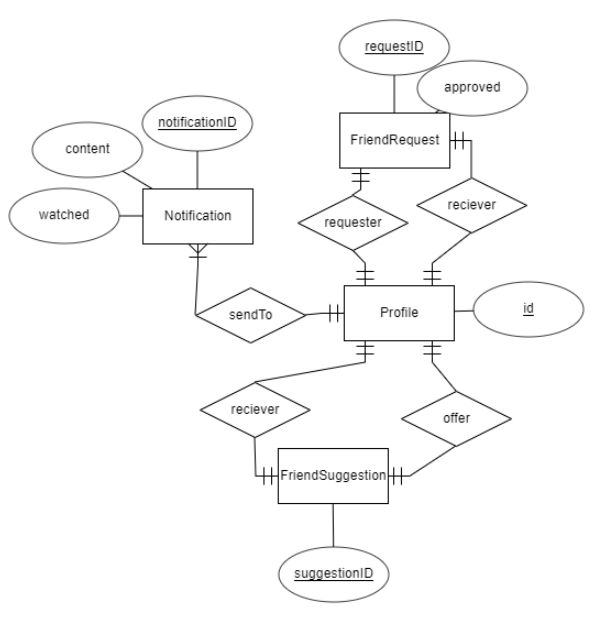 requestID
approved
notificationID
FriendRequest
content
reciever
watched
Notification
requester
sendTo
Profile
id
reciever
offer
FriendSuggestion
suggestionID